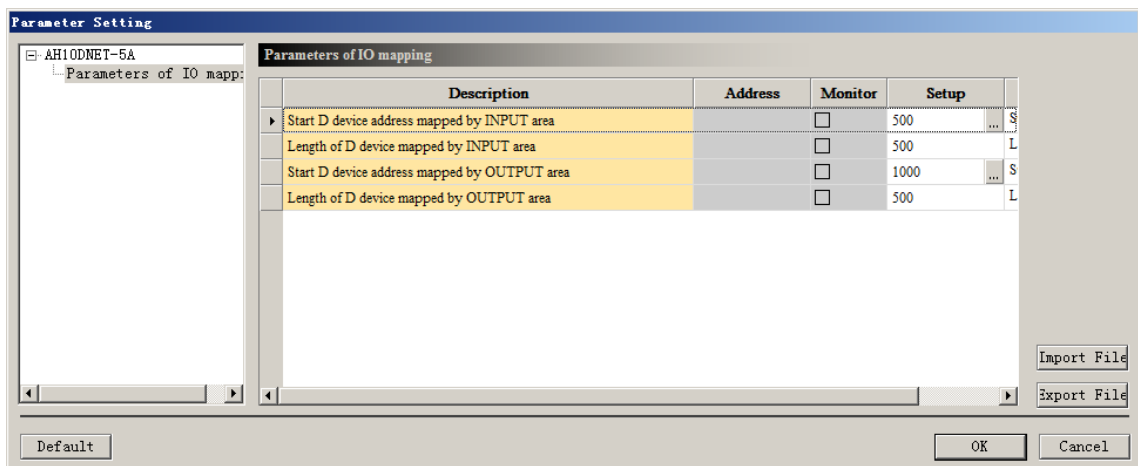 Parameter Setting
AH10DNET-5A
Parameters of IO mapp:
Parameters of IO mapping
Description Address Monitor Setup
Start D device address mapped by INPUT area 500 ... S
Length of D device mapped by INPUT area 500 L
Start D device address mapped by OUTPUT area 1000 ... S
Length of D device mapped by OUTPUT area 500 L
Import File
Export File
Default OK Cancel